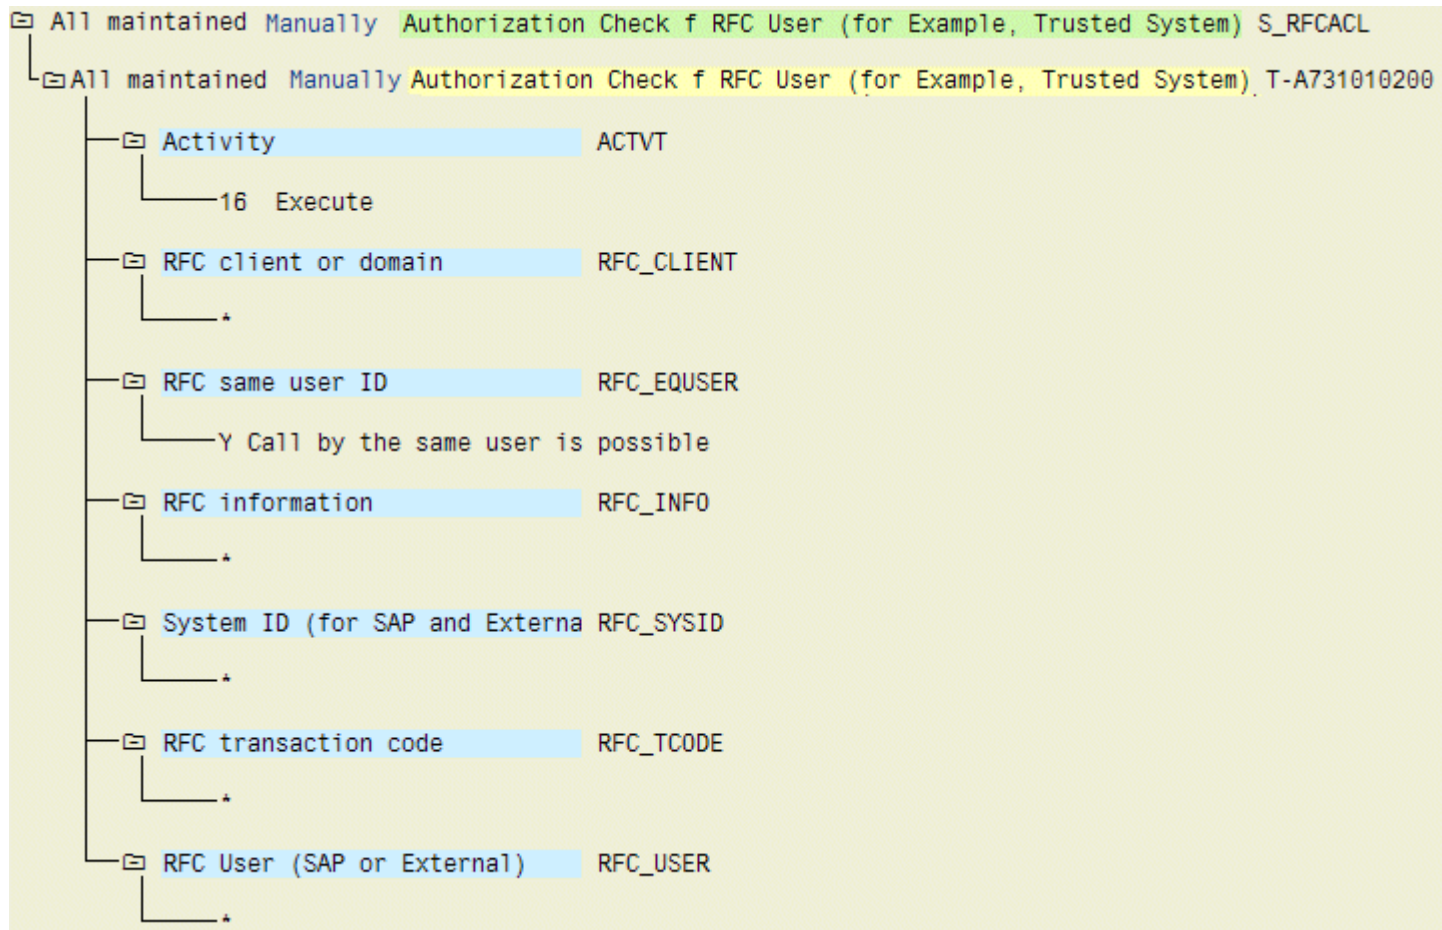 All maintained Manually Authorization Check f RFC User (for Example, Trusted System) S_RFCACL
All maintained Manually Authorization Check f RFC User (for Example, Trusted System) T-A731010200
Activity ACTVT
16 Execute
RFC client or domain RFC_CLIENT
*
RFC same user ID RFC_EQUSER
Y Call by the same user is possible
RFC information RFC_INFO
*
System ID (for SAP and Externa RFC_SYSID
*
RFC transaction code RFC_TCODE
*
RFC User (SAP or External) RFC_USER
*